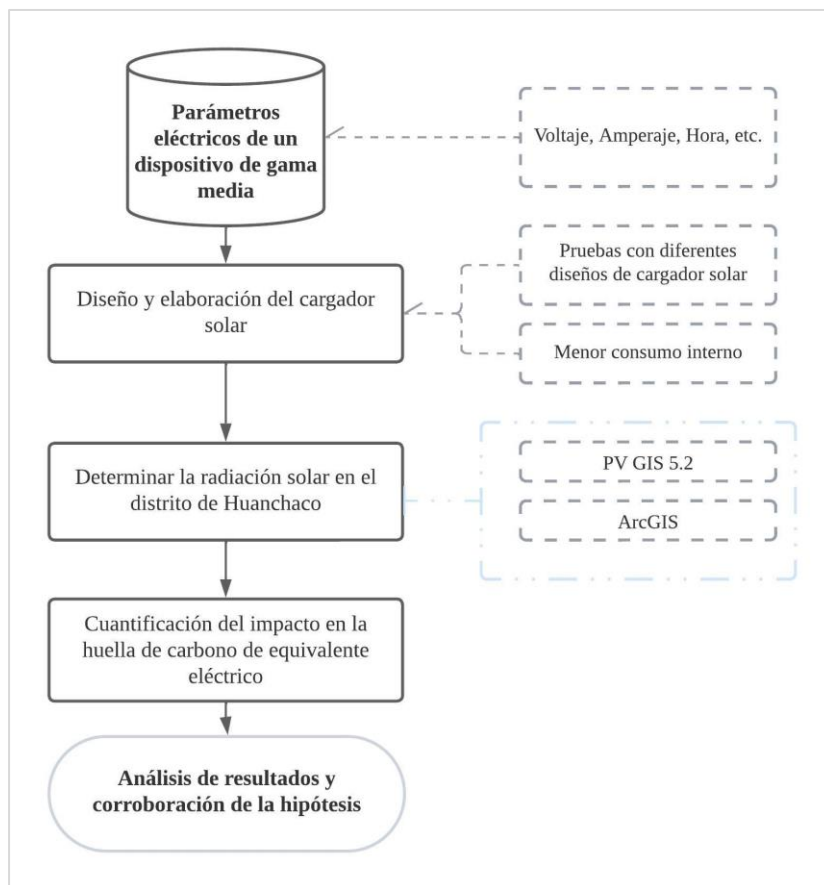 Parámetros
eléctricos de un
dispositivo de gama
media
Voltaje, Amperaje, Hora, etc.
Diseño y elaboración del cargador
solar
Pruebas con diferentes
diseños de cargador solar
Menor consumo interno
Determinar la radiación solar en el
distrito de Huanchaco
PV GIS 5.2
ArcGIS
Cuantificación del impacto en la
huella de carbono de equivalente
eléctrico
Análisis de resultados y
corroboración de la hipótesis